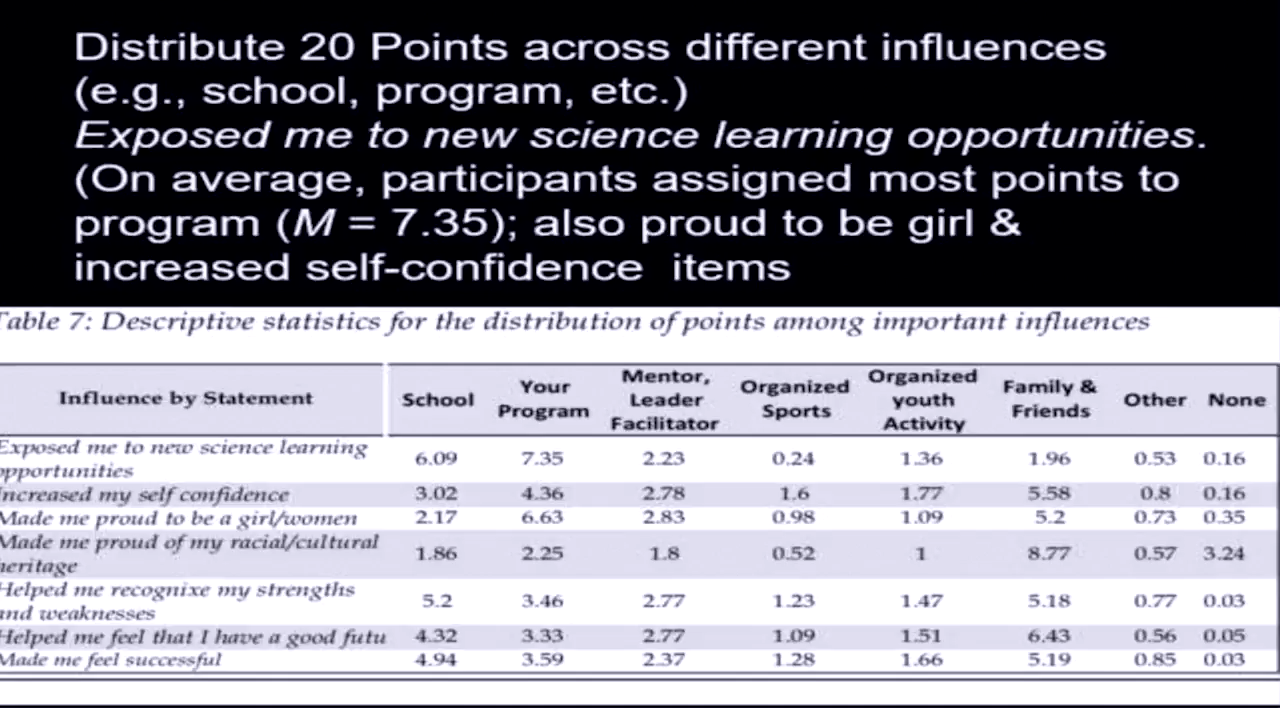 Distribute 20 Points across different influences
(e.g., school, program, etc.)
Exposed me to new science learning opportunities.
(On average, participants assigned most points to
program (M = 7.35); also proud to be girl &
increased self-confidence items
Table 7: Descriptive statistics for the distribution of points among important influences
Influence by Statement School Your Program Mentor, Leader Facilitator Organized Sports Organized youth Activity Family & Friends Other None
Exposed me to new science learning
opportunities 6.09 7.35 2.23 0.24 1.36 1.96 0.53 0.16
Increased my self confidence 3.02 4.36 2.78 1.6 1.77 5.58 0.8 0.16
Made me proud to be a girl/women 2.17 6.63 2.83 0.98 1.09 5.2 0.73 0.35
Made me proud of my racial/cultural
heritage 1.86 2.25 1.8 0.52 1 8.77 0.57 3.24
Helped me recognixe my strengths
and weaknesses 5.2 3.46 2.77 1.23 1.47 5.18 0.77 0.03
Helped me feel that I have a good futu 4.32 3.33 2.77 1.09 1.51 6.43 0.56 0.05
Made me feel successful 4.94 3.59 2.37 1.28 1.66 5.19 0.85 0.03